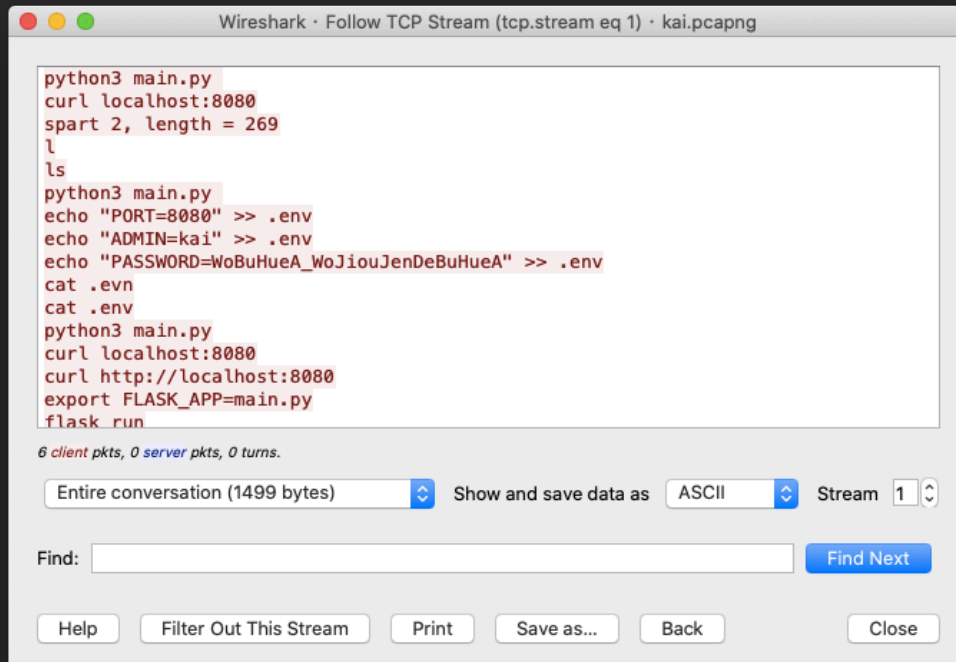 Wireshark · Follow TCP Stream (tcp.stream eq 1) · kai.pcapng
python3 main.py
curl localhost:8080
spart 2, length = 269
l
ls
python3 main.py
echo "PORT=8080" >> .env
echo "ADMIN=kai" >> .env
echo "PASSWORD=WoBuHueA_WoJiouJenDeBuHueA" >> .env
cat .evn
cat .env
python3 main.py
curl localhost:8080
curl http://localhost:8080
export FLASK_APP=main.py
flask run
6 client pkts, 0 server pkts, 0 turns.
Entire conversation (1499 bytes) Show and save data as ASCII Stream 1
Find: Find Next
Help Filter Out This Stream Print Save as... Back Close